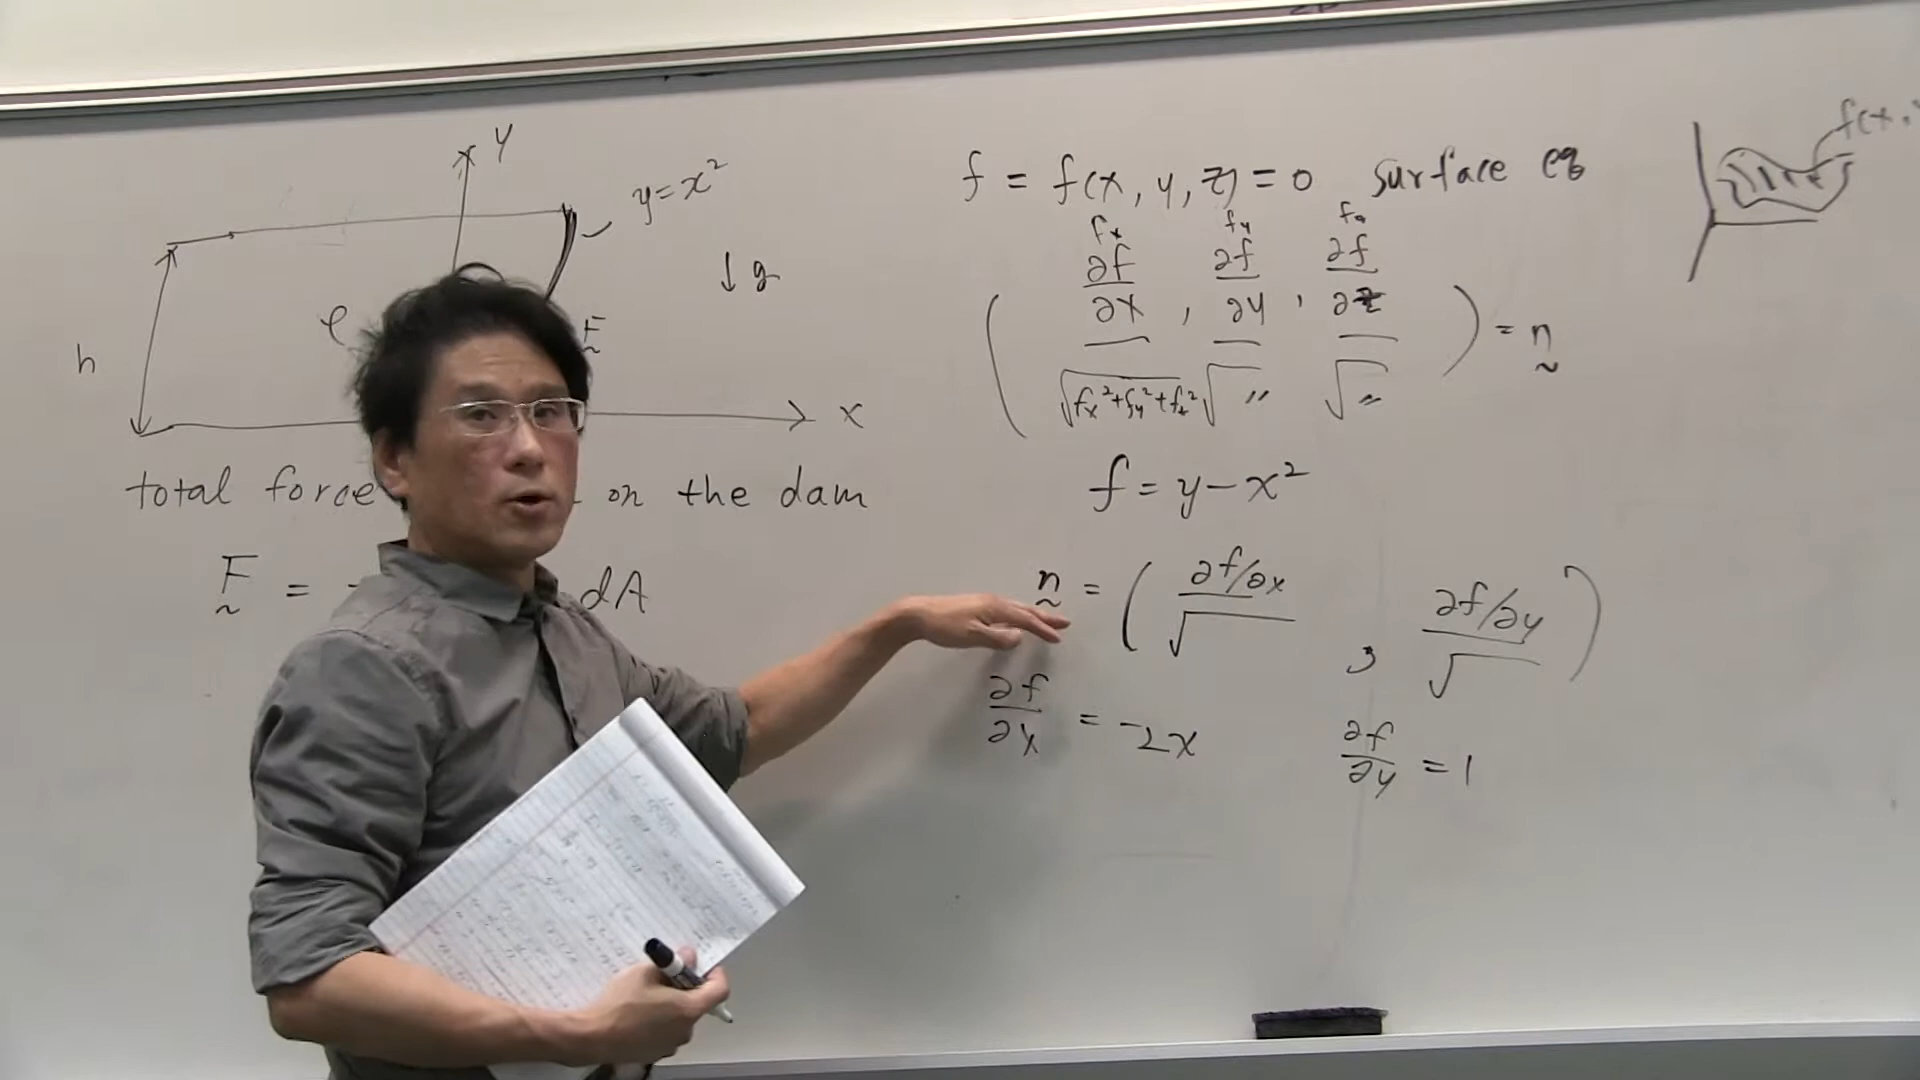 y
y = x²
↓ g
h
ρ
F
x
total force on the dam
F = - dA
f = f(x, y, z) = 0 surface eq
fx fy fz
( ∂f/∂x / √fx²+fy²+fz² , ∂f/∂y / √ " , ∂f/∂z / √ " ) = n
f = y - x²
n = ( ∂f/∂x / √ , ∂f/∂y / √ )
∂f/∂x = -2x ∂f/∂y = 1
f(x,